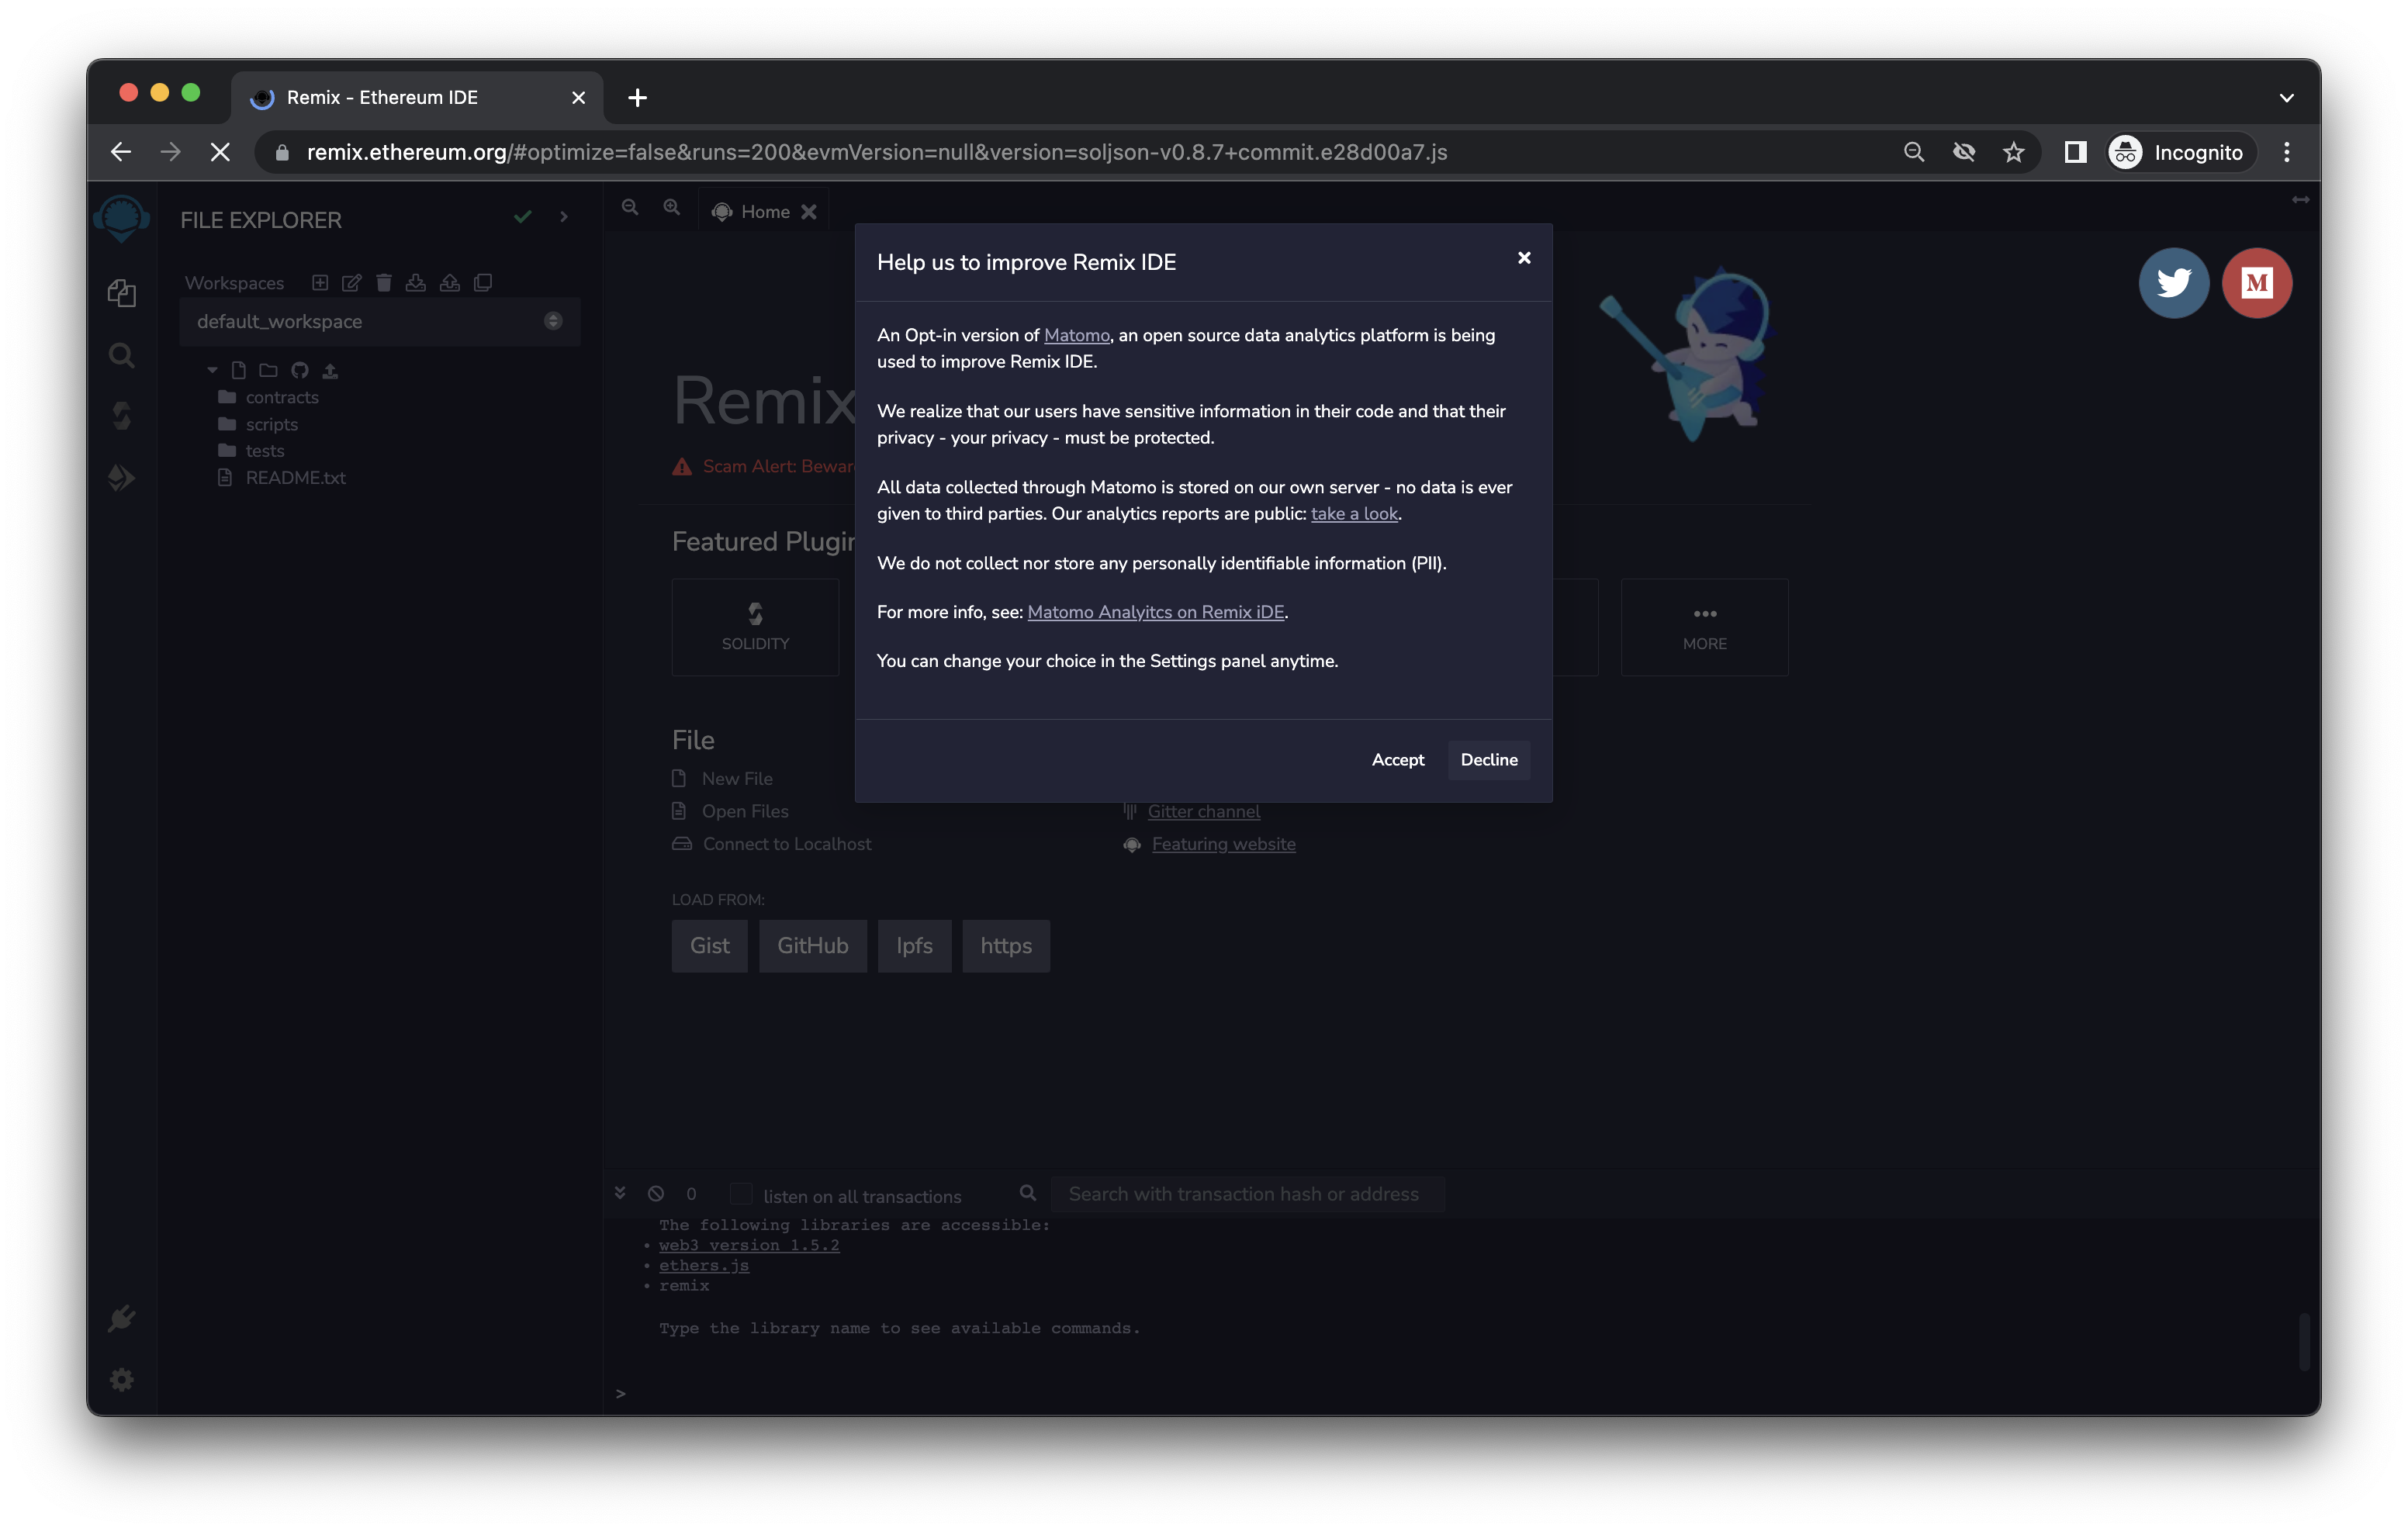 Remix - Ethereum IDE
remix.ethereum.org/#optimize=false&runs=200&evmVersion=null&version=soljson-v0.8.7+commit.e28d00a7.js
Incognito
FILE EXPLORER
Workspaces
default_workspace
contracts
scripts
tests
README.txt
Home
Remix
Scam Alert: Bewar
Featured Plugin
SOLIDITY
MORE
File
New File
Open Files
Connect to Localhost
Gitter channel
Featuring website
LOAD FROM:
Gist GitHub Ipfs https
Help us to improve Remix IDE
An Opt-in version of Matomo, an open source data analytics platform is being
used to improve Remix IDE.
We realize that our users have sensitive information in their code and that their
privacy - your privacy - must be protected.
All data collected through Matomo is stored on our own server - no data is ever
given to third parties. Our analytics reports are public: take a look.
We do not collect nor store any personally identifiable information (PII).
For more info, see: Matomo Analyitcs on Remix iDE.
You can change your choice in the Settings panel anytime.
Accept Decline
M
0 listen on all transactions Search with transaction hash or address
The following libraries are accessible:
• web3 version 1.5.2
• ethers.js
• remix
Type the library name to see available commands.
>